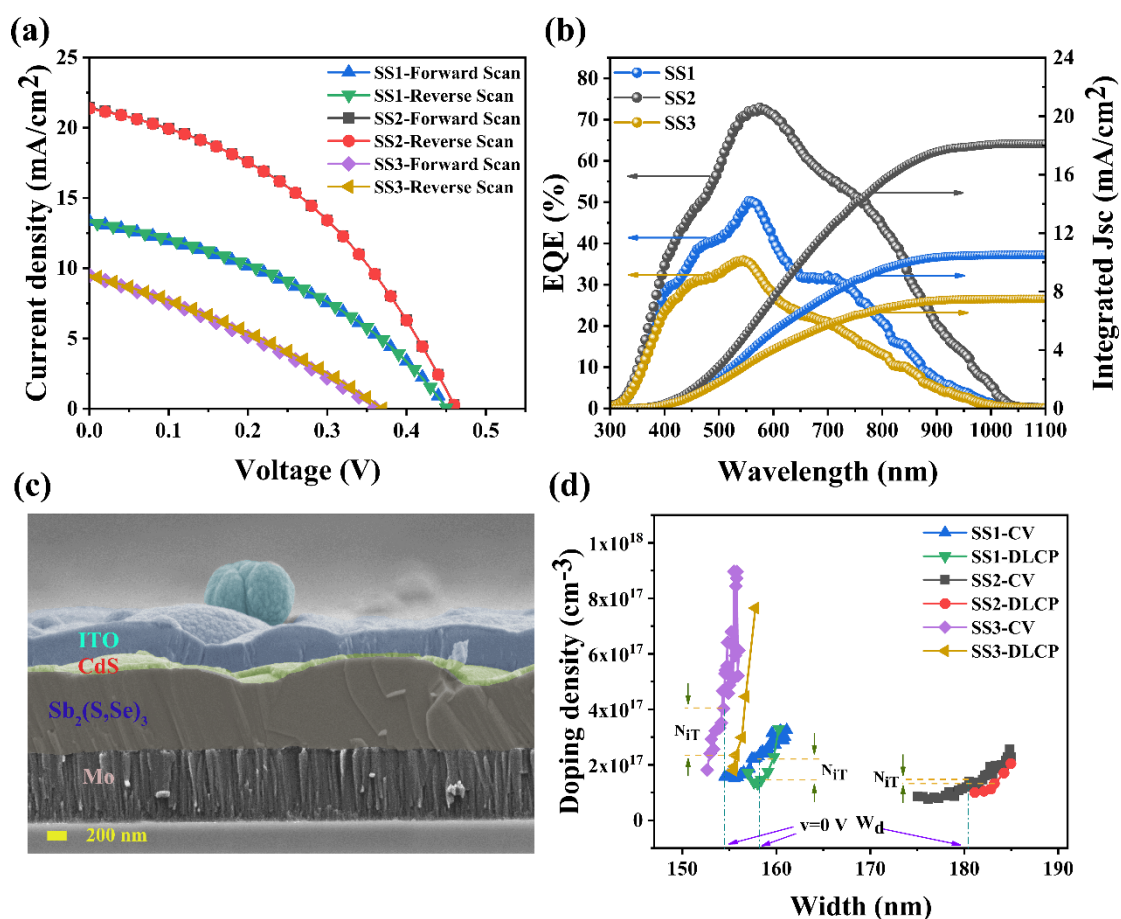 (a)
Current density (mA/cm²)
25
20
15
10
5
0
0.0 0.1 0.2 0.3 0.4 0.5
Voltage (V)
SS1-Forward Scan
SS1-Reverse Scan
SS2-Forward Scan
SS2-Reverse Scan
SS3-Forward Scan
SS3-Reverse Scan
(b)
EQE (%)
80
70
60
50
40
30
20
10
0
300 400 500 600 700 800 900 1000 1100
Wavelength (nm)
24
20
16
12
8
4
0
Integrated Jsc (mA/cm²)
SS1
SS2
SS3
(c)
ITO
CdS
Sb₂(S,Se)₃
Mo
200 nm
(d)
Doping density (cm⁻³)
1x10¹⁸
8x10¹⁷
6x10¹⁷
4x10¹⁷
2x10¹⁷
0
150 160 170 180 190
Width (nm)
SS1-CV
SS1-DLCP
SS2-CV
SS2-DLCP
SS3-CV
SS3-DLCP
NiT
NiT
NiT
v=0 V Wd